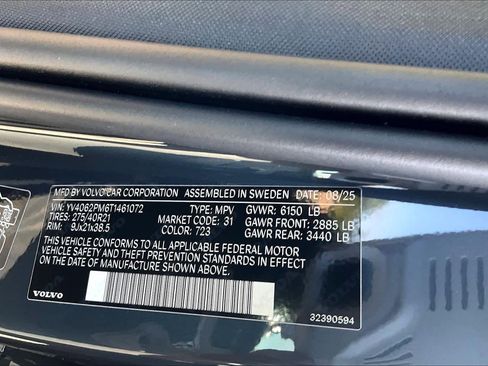 MFD BY VOLVO CAR CORPORATION ASSEMBLED IN SWEDEN 08/25
VIN: YV4062PM6T1461072 TYPE: MPV GVWR: 6150 LB
TIRES: 275/40R21 MARKET CODE: 31 GAWR FRONT: 2885 LB
RIM: 9Jx21x38.5 COLOR: 723 GAWR REAR: 3440 LB
THIS VEHICLE CONFORMS TO ALL APPLICABLE FEDERAL MOTOR
VEHICLE SAFETY AND THEFT PREVENTION STANDARDS IN EFFECT
ON THE DATE OF MANUFACTURE SHOWN ABOVE.
VOLVO
32390594